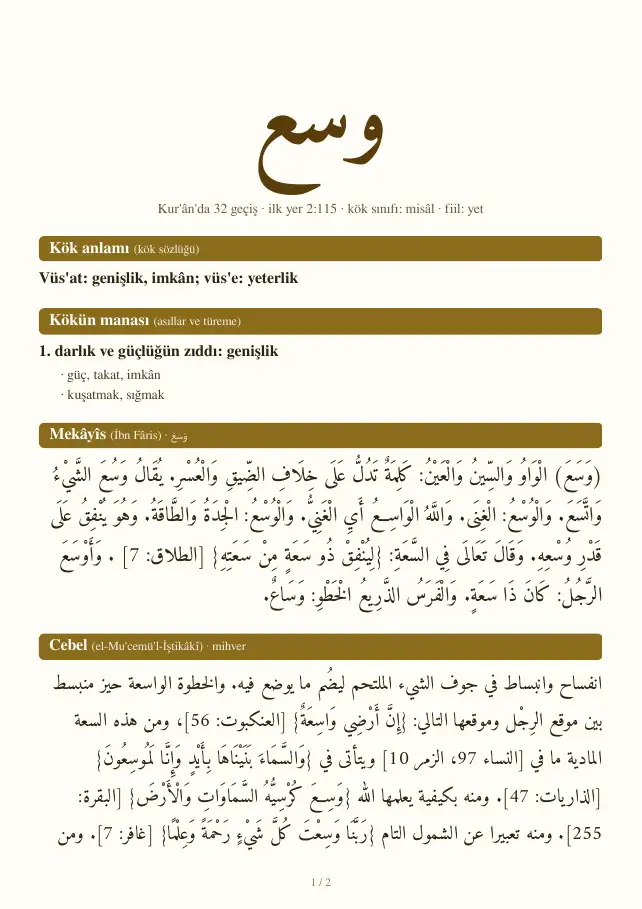 وسع
Kur'ân'da 32 geçiş · ilk yer 2:115 · kök sınıfı: misâl · fiil: yet
Kök anlamı (kök sözlüğü)
Vüs'at: genişlik, imkân; vüs'e: yeterlik
Kökün manası (asıllar ve türeme)
1. darlık ve güçlüğün zıddı: genişlik
· güç, takat, imkân
· kuşatmak, sığmak
Mekâyîs (İbn Fâris) · وَسَعَ
(وَسَعَ) الْوَاوُ وَالسِّينُ وَالْعَيْنُ: كَلِمَةٌ تَدُلُّ عَلَى خِلَافِ الضِّيقِ وَالْعُسْرِ. يُقَالُ وَسُعَ الشَّيْءُ
وَاتَّسَعَ. وَالْوُسْعُ: الْغِنَى. وَاللَّهُ الْوَاسِعُ أَيِ الْغَنِيُّ. وَالْوُسْعُ: الْجِدَةُ وَالطَّاقَةُ. وَهُوَ يُنْفِقُ عَلَى
قَدْرِ وُسْعِهِ. وَقَالَ تَعَالَى فِي السَّعَةِ: {لِيُنْفِقْ ذُو سَعَةٍ مِنْ سَعَتِهِ} [الطلاق: 7] . وَأَوْسَعَ
الرَّجُلُ: كَانَ ذَا سَعَةٍ. وَالْفَرَسُ الذَّرِيعُ الْخَطْوِ: وَسَاعٌ.
Cebel (el-Mu'cemü'l-İştikâkî) · mihver
انفساح وانبساط في جوف الشيء الملتحم ليضُم ما يوضع فيه. والخطوة الواسعة حيز منبسط
بين موقع الرِجْل وموقعها التالي: {إِنَّ أَرْضِي وَاسِعَةٌ} [العنكبوت: 56]، ومن هذه السعة
المادية ما في [النساء 97، الزمر 10] ويتأتى في {وَالسَّمَاءَ بَنَيْنَاهَا بِأَيْدٍ وَإِنَّا لَمُوسِعُونَ}
[الذاريات: 47]. ومنه بكيفية يعلمها الله {وَسِعَ كُرْسِيُّهُ السَّمَاوَاتِ وَالْأَرْضَ} [البقرة:
255]. ومنه تعبيرا عن الشمول التام {رَبَّنَا وَسِعْتَ كُلَّ شَيْءٍ رَحْمَةً وَعِلْمًا} [غافر: 7]. ومن
1 / 2